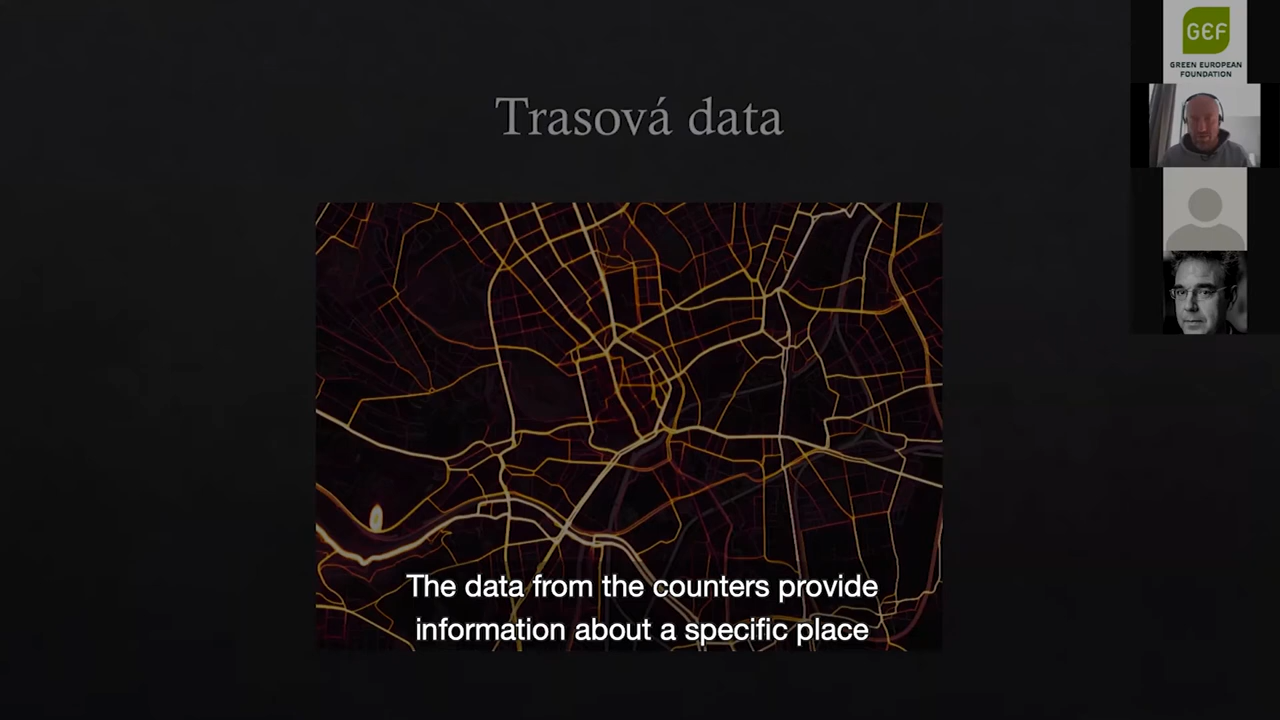 GEF
GREEN EUROPEAN
FOUNDATION
Trasová data
The data from the counters provide
information about a specific place